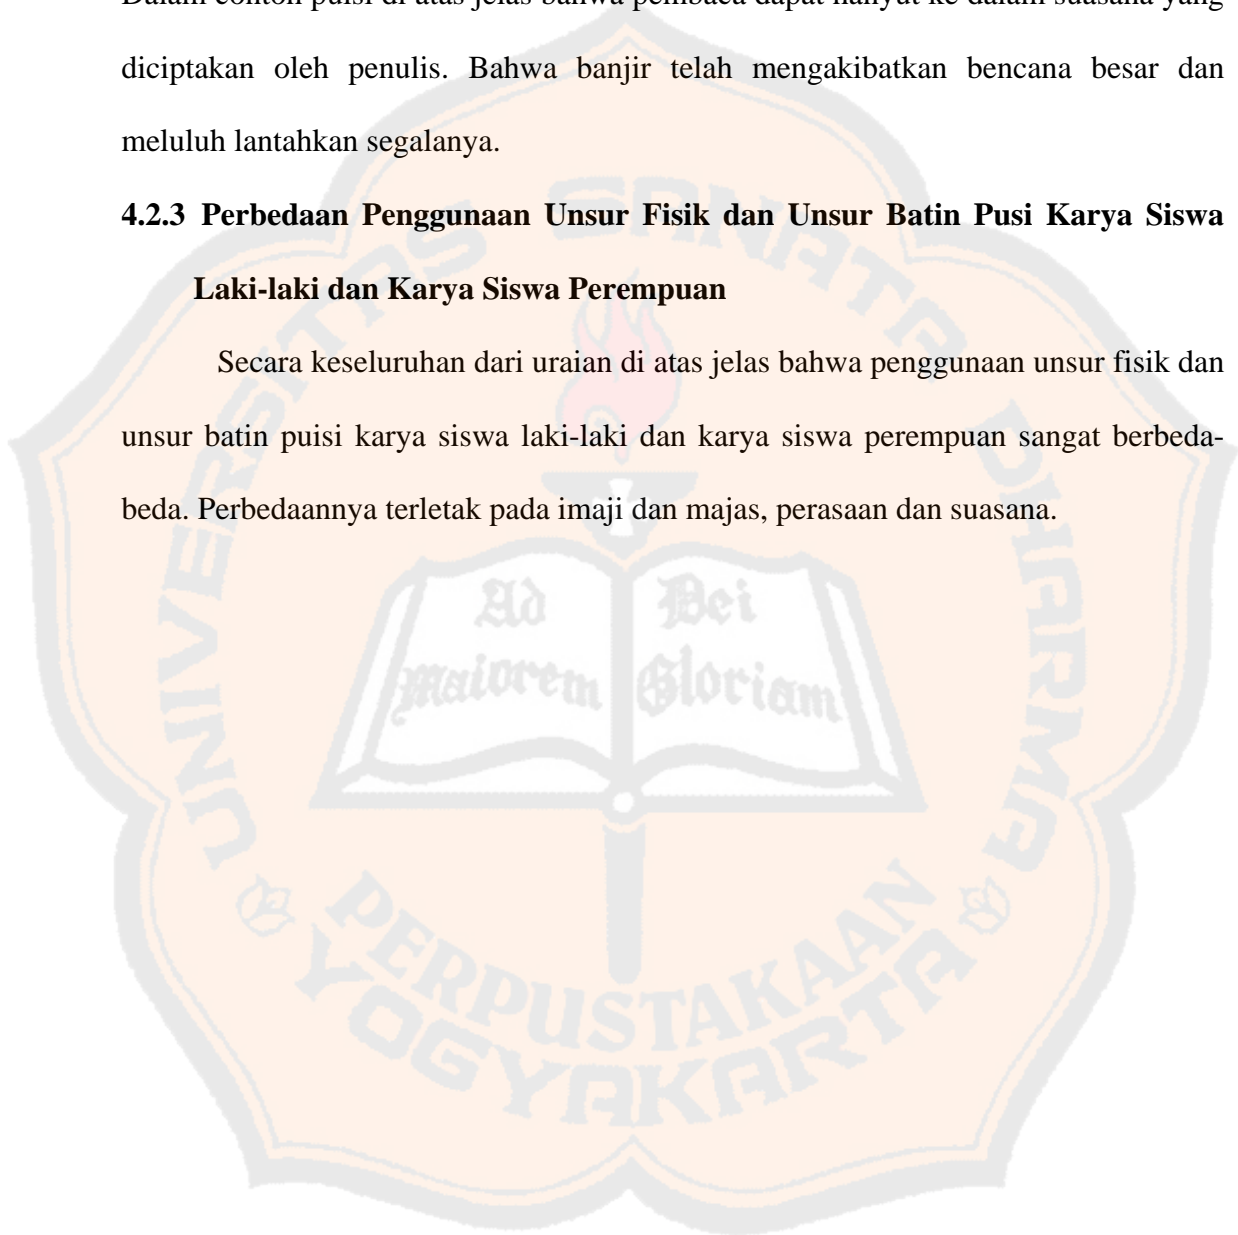 Dalam contoh puisi di atas jelas bahwa pembaca dapat hanyut ke dalam suasana yang
diciptakan oleh penulis. Bahwa banjir telah mengakibatkan bencana besar dan
meluluh lantahkan segalanya.
4.2.3 Perbedaan Penggunaan Unsur Fisik dan Unsur Batin Pusi Karya Siswa
Laki-laki dan Karya Siswa Perempuan
Secara keseluruhan dari uraian di atas jelas bahwa penggunaan unsur fisik dan
unsur batin puisi karya siswa laki-laki dan karya siswa perempuan sangat berbeda-
beda. Perbedaannya terletak pada imaji dan majas, perasaan dan suasana.
UNIVERSITAS SANATA DHARMA
Ad Dei
Maiorem Gloriam
PERPUSTAKAAN
YOGYAKARTA